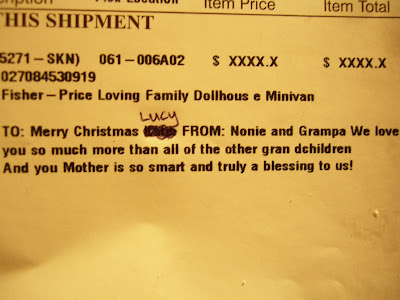 Item Price Item Total
THIS SHIPMENT
5271-SKN) 061-006A02 $ XXXX.X $ XXXX.X
027084530919
Fisher-Price Loving Family Dollhous e Minivan
Lucy
TO: Merry Christmas FROM: Nonie and Grampa We love
you so much more than all of the other gran dchildren
And you Mother is so smart and truly a blessing to us!